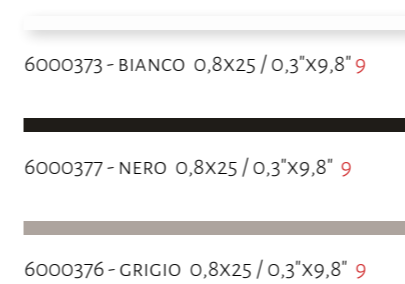 6000373 - BIANCO 0,8X25 / 0,3"X9,8" 9
6000377 - NERO 0,8X25 / 0,3"X9,8" 9
6000376 - GRIGIO 0,8X25 / 0,3"X9,8" 9